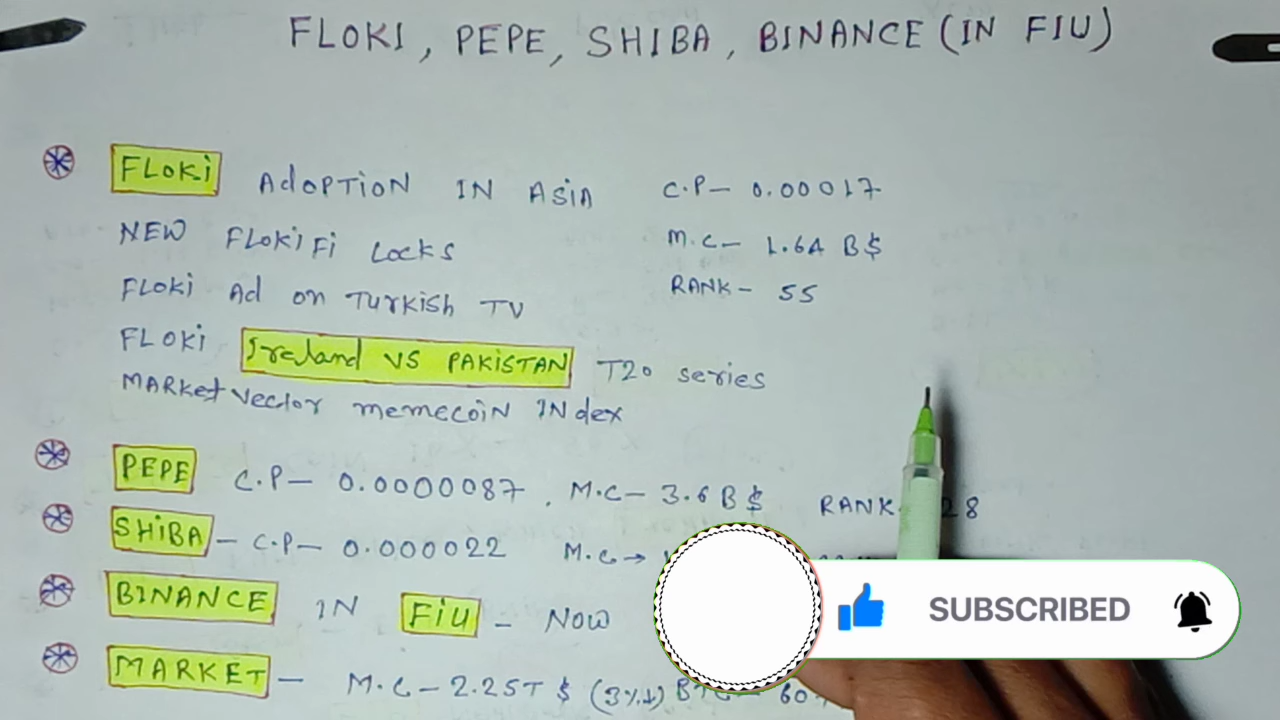 FLOKI, PEPE, SHIBA, BINANCE (IN FIU)
FLOKi AdOPTiON IN ASiA C.P- 0.00017
NEW FLOKiFi LOCKS M.C- 1.64 B$
FLOKi Ad on TURKiSh TV RANK- 55
FLOKi Ireland VS PAKiSTAN T20 series
MARKet Vector memecoiN INdex
PEPE C.P- 0.0000087, M.C- 3.6 B$ RANK 28
SHiBA - C.P- 0.000022 M.C→
BINANCE IN FiU - NOW
SUBSCRIBED
MARKET - M.C- 2.25T $ (3%↓)